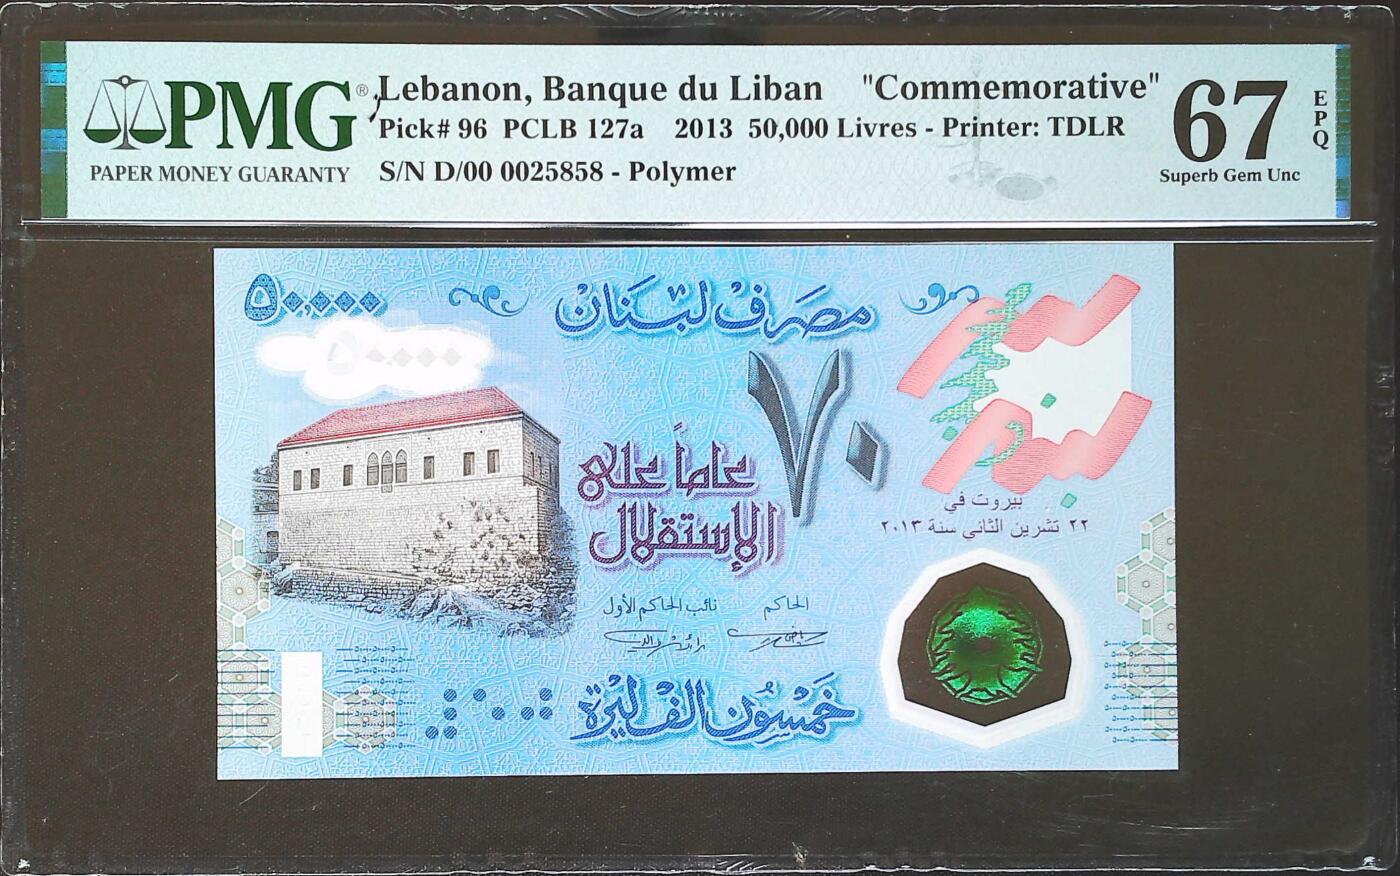 PMG®
PAPER MONEY GUARANTY
Lebanon, Banque du Liban "Commemorative"
Pick# 96 PCLB 127a 2013 50,000 Livres - Printer: TDLR
S/N D/00 0025858 - Polymer
67
EPQ
Superb Gem Unc
٥٠٠٠٠
مصرف لبنان
٥٠٠٠٠
٧٠
عاماً على
الإستقلال
بيروت في
٢٢ تشرين الثاني سنة ٢٠١٣
الحاكم
نائب الحاكم الأول
خمسون الف ليرة